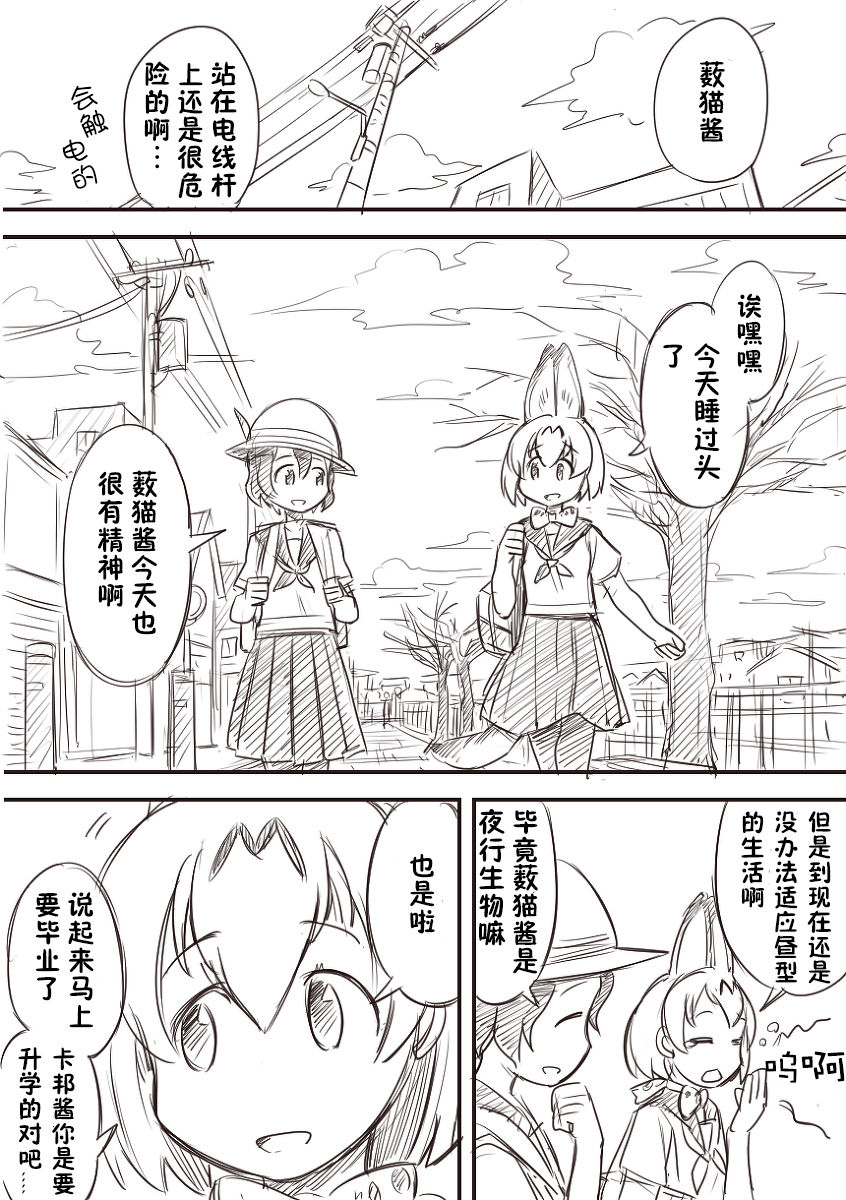 薮猫酱
站在电线杆
上还是很危
险的啊…
会触
电的
诶嘿嘿
今天睡过头
了
薮猫酱今天也
很有精神啊
但是到现在还是
没办法适应昼型
的生活啊
呜啊阿
毕竟薮猫酱是
夜行生物嘛
也是啦
说起来马上
要毕业了
卡邦酱你是要
升学的对吧……